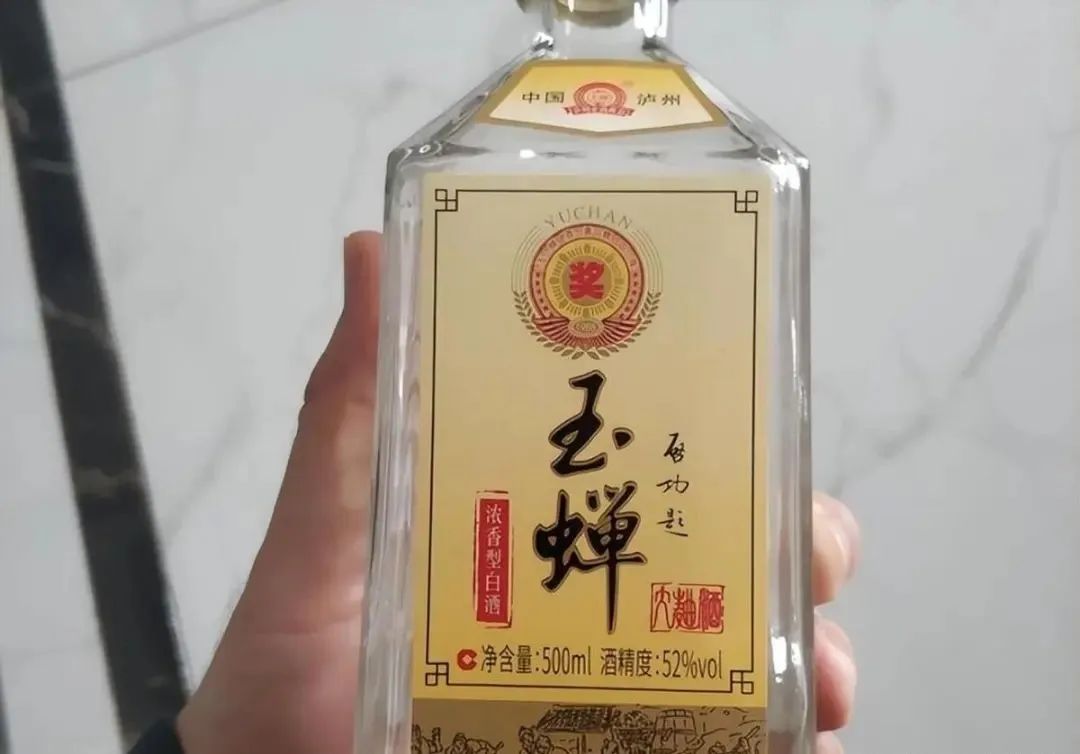 中国 泸州
YUCHAN
奖
玉蝉
启功题
浓香型白酒
大麯酒
净含量:500ml 酒精度:52%vol